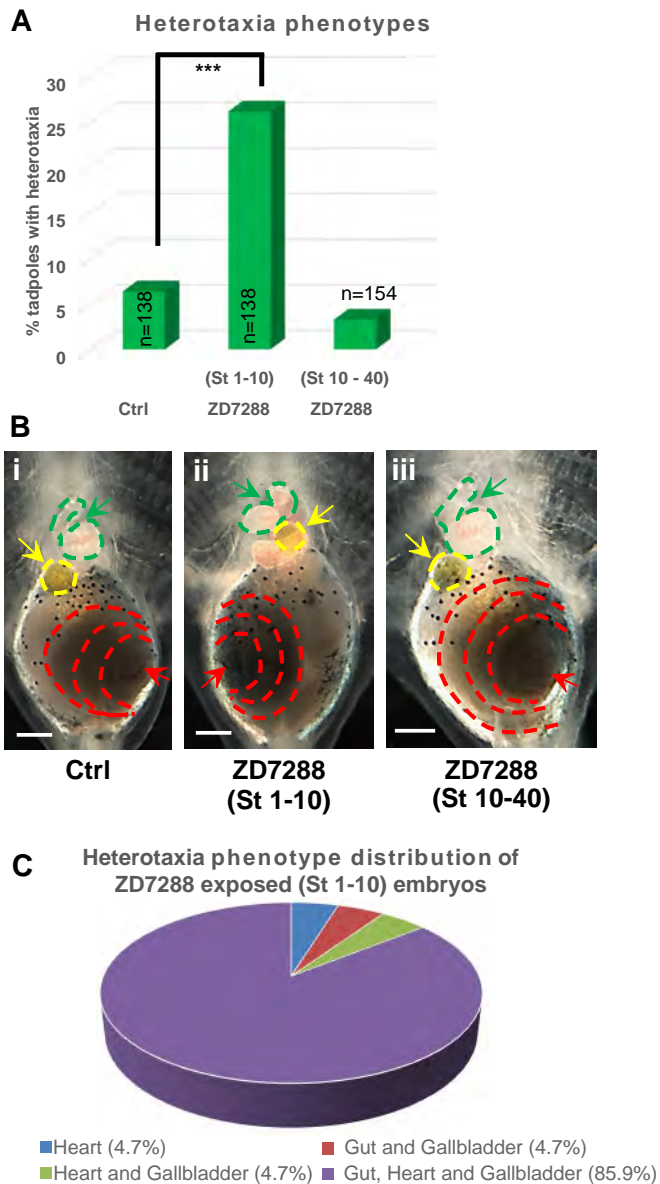 A
Heterotaxia phenotypes
% tadpoles with heterotaxia
30
25
20
15
10
5
0
***
n=138
n=138
n=154
(St 1-10)
(St 10 - 40)
Ctrl
ZD7288
ZD7288
B
i
ii
iii
Ctrl
ZD7288
(St 1-10)
ZD7288
(St 10-40)
C
Heterotaxia phenotype distribution of
ZD7288 exposed (St 1-10) embryos
Heart (4.7%)
Gut and Gallbladder (4.7%)
Heart and Gallbladder (4.7%)
Gut, Heart and Gallbladder (85.9%)